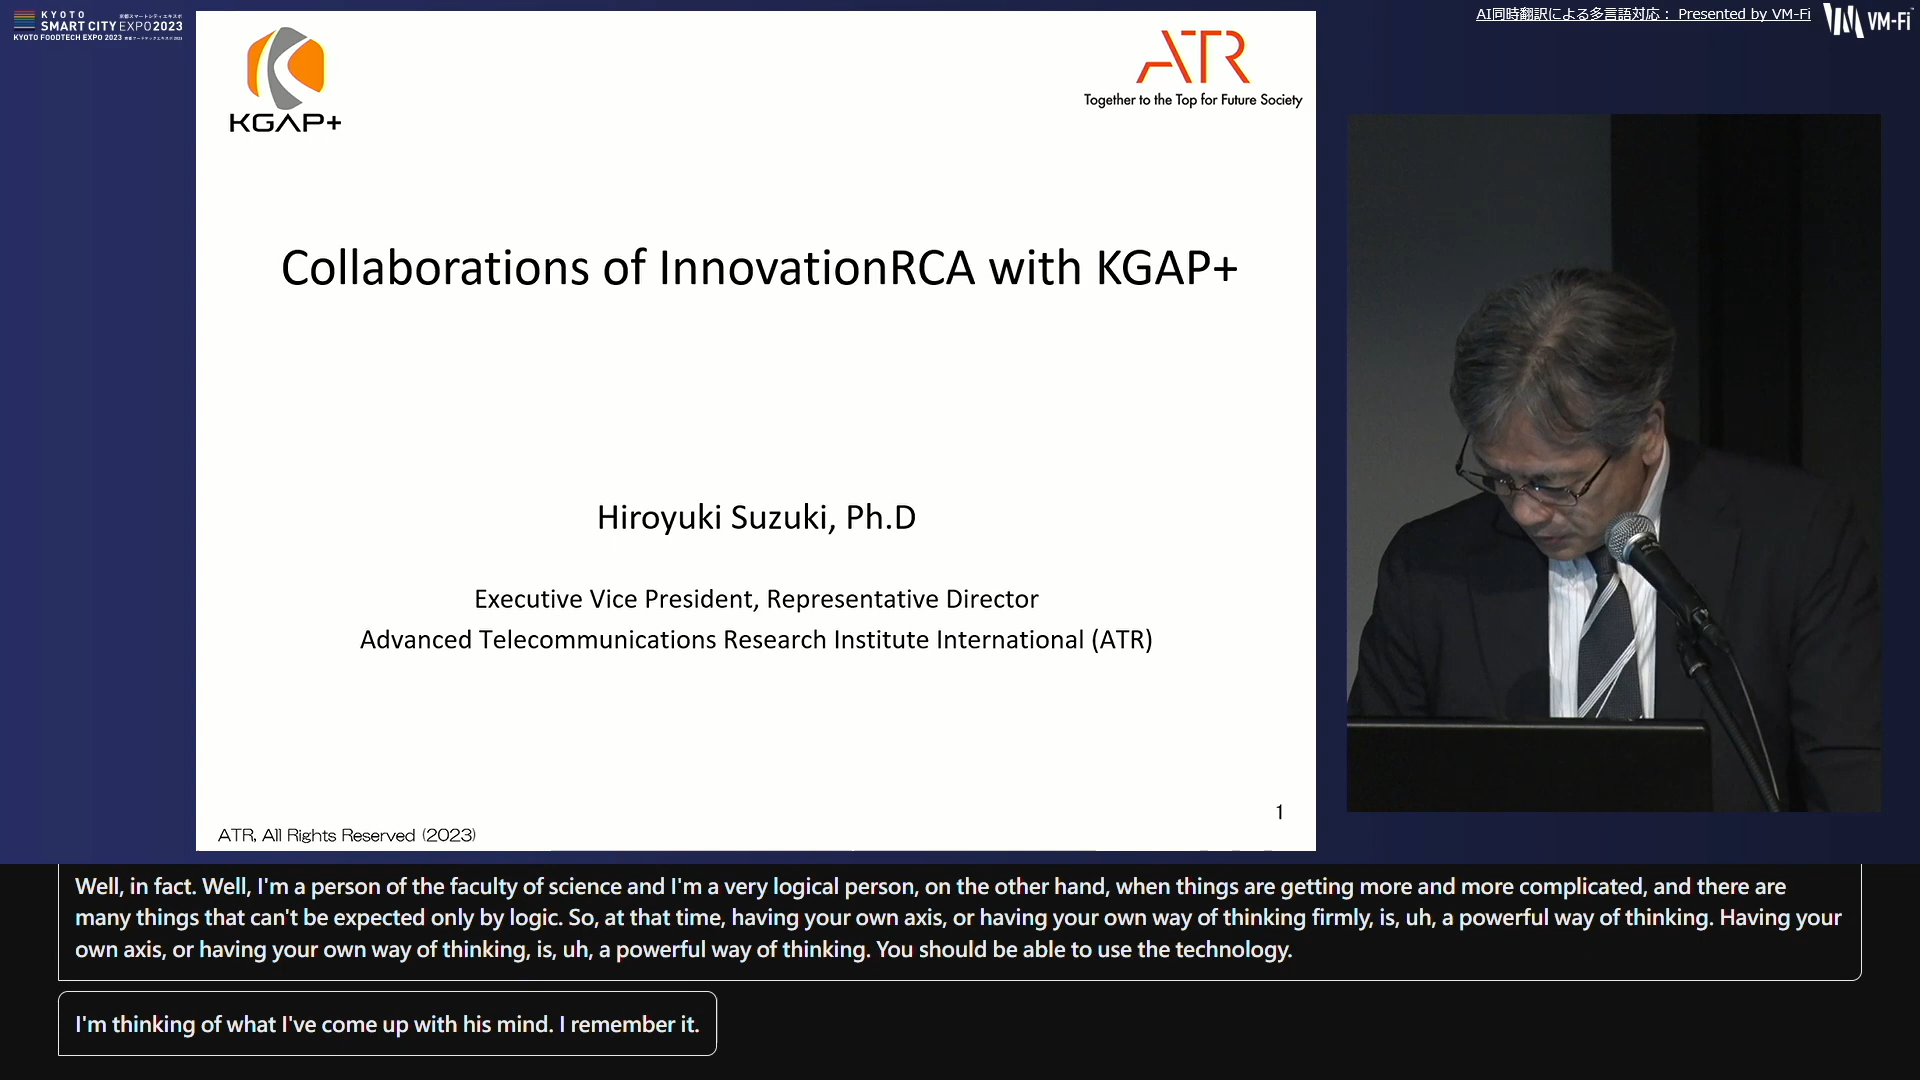 KYOTO
SMART CITY EXPO2023
KYOTO FOODTECH EXPO 2023
AI同時翻訳による多言語対応： Presented by VM-Fi
VM-Fi
KGAP+
ATR
Together to the Top for Future Society
Collaborations of InnovationRCA with KGAP+
Hiroyuki Suzuki, Ph.D
Executive Vice President, Representative Director
Advanced Telecommunications Research Institute International (ATR)
1
ATR, All Rights Reserved (2023)
Well, in fact. Well, I'm a person of the faculty of science and I'm a very logical person, on the other hand, when things are getting more and more complicated, and there are
many things that can't be expected only by logic. So, at that time, having your own axis, or having your own way of thinking firmly, is, uh, a powerful way of thinking. Having your
own axis, or having your own way of thinking, is, uh, a powerful way of thinking. You should be able to use the technology.
I'm thinking of what I've come up with his mind. I remember it.